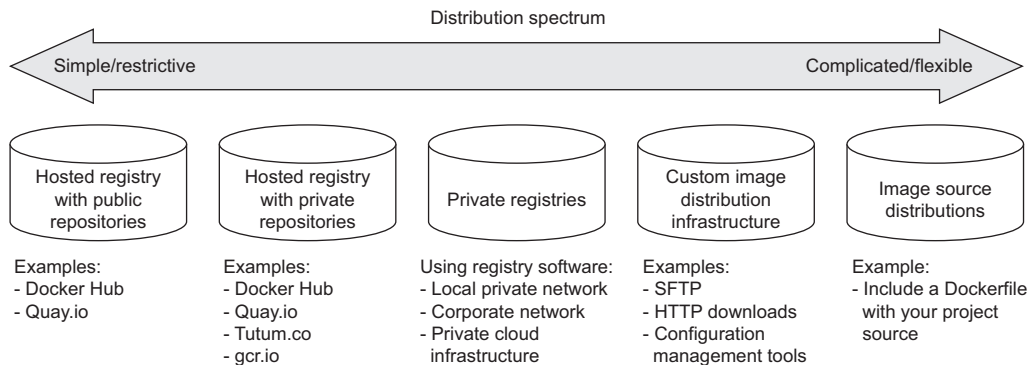 Distribution spectrum
Simple/restrictive
Complicated/flexible
Hosted registry
with public
repositories
Hosted registry
with private
repositories
Private registries
Custom image
distribution
infrastructure
Image source
distributions
Examples:
- Docker Hub
- Quay.io
Examples:
- Docker Hub
- Quay.io
- Tutum.co
- gcr.io
Using registry software:
- Local private network
- Corporate network
- Private cloud
infrastructure
Examples:
- SFTP
- HTTP downloads
- Configuration
management tools
Example:
- Include a Dockerfile
with your project
source